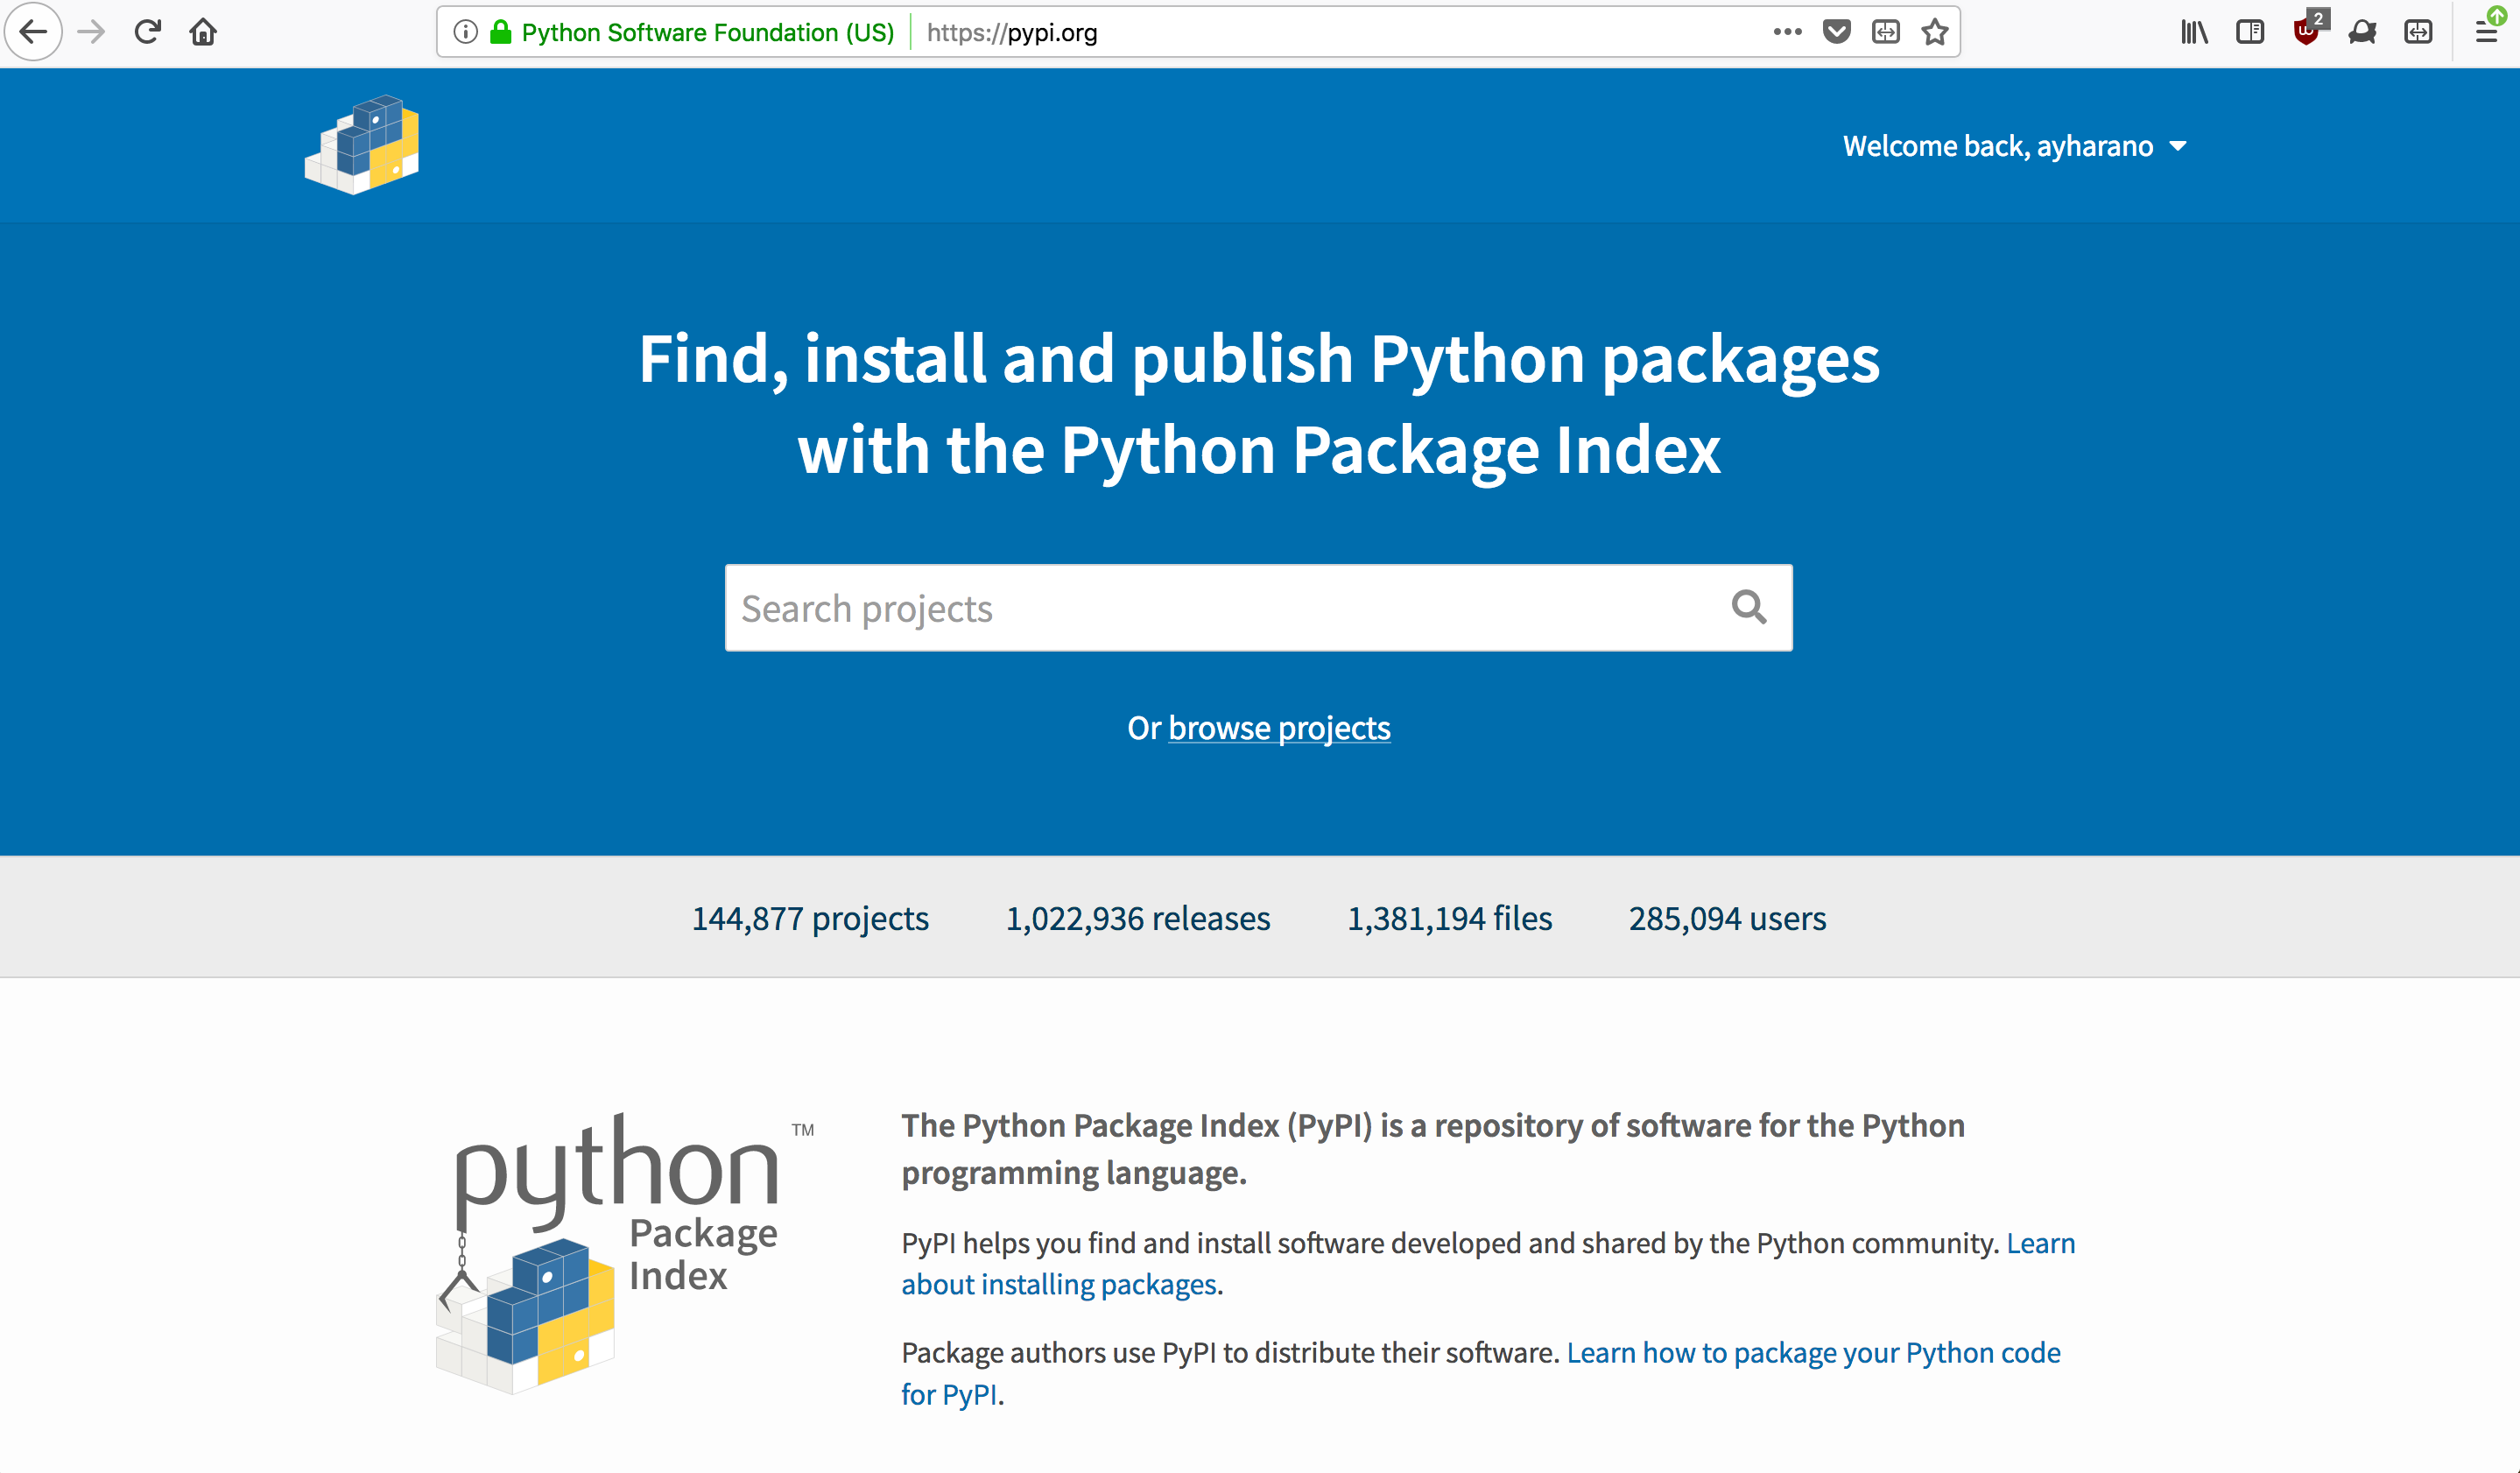 Python Software Foundation (US) https://pypi.org
2
Welcome back, ayharano
Find, install and publish Python packages
with the Python Package Index
Search projects
Or browse projects
144,877 projects 1,022,936 releases 1,381,194 files 285,094 users
python TM
Package
Index
The Python Package Index (PyPI) is a repository of software for the Python
programming language.
PyPI helps you find and install software developed and shared by the Python community. Learn
about installing packages.
Package authors use PyPI to distribute their software. Learn how to package your Python code
for PyPI.